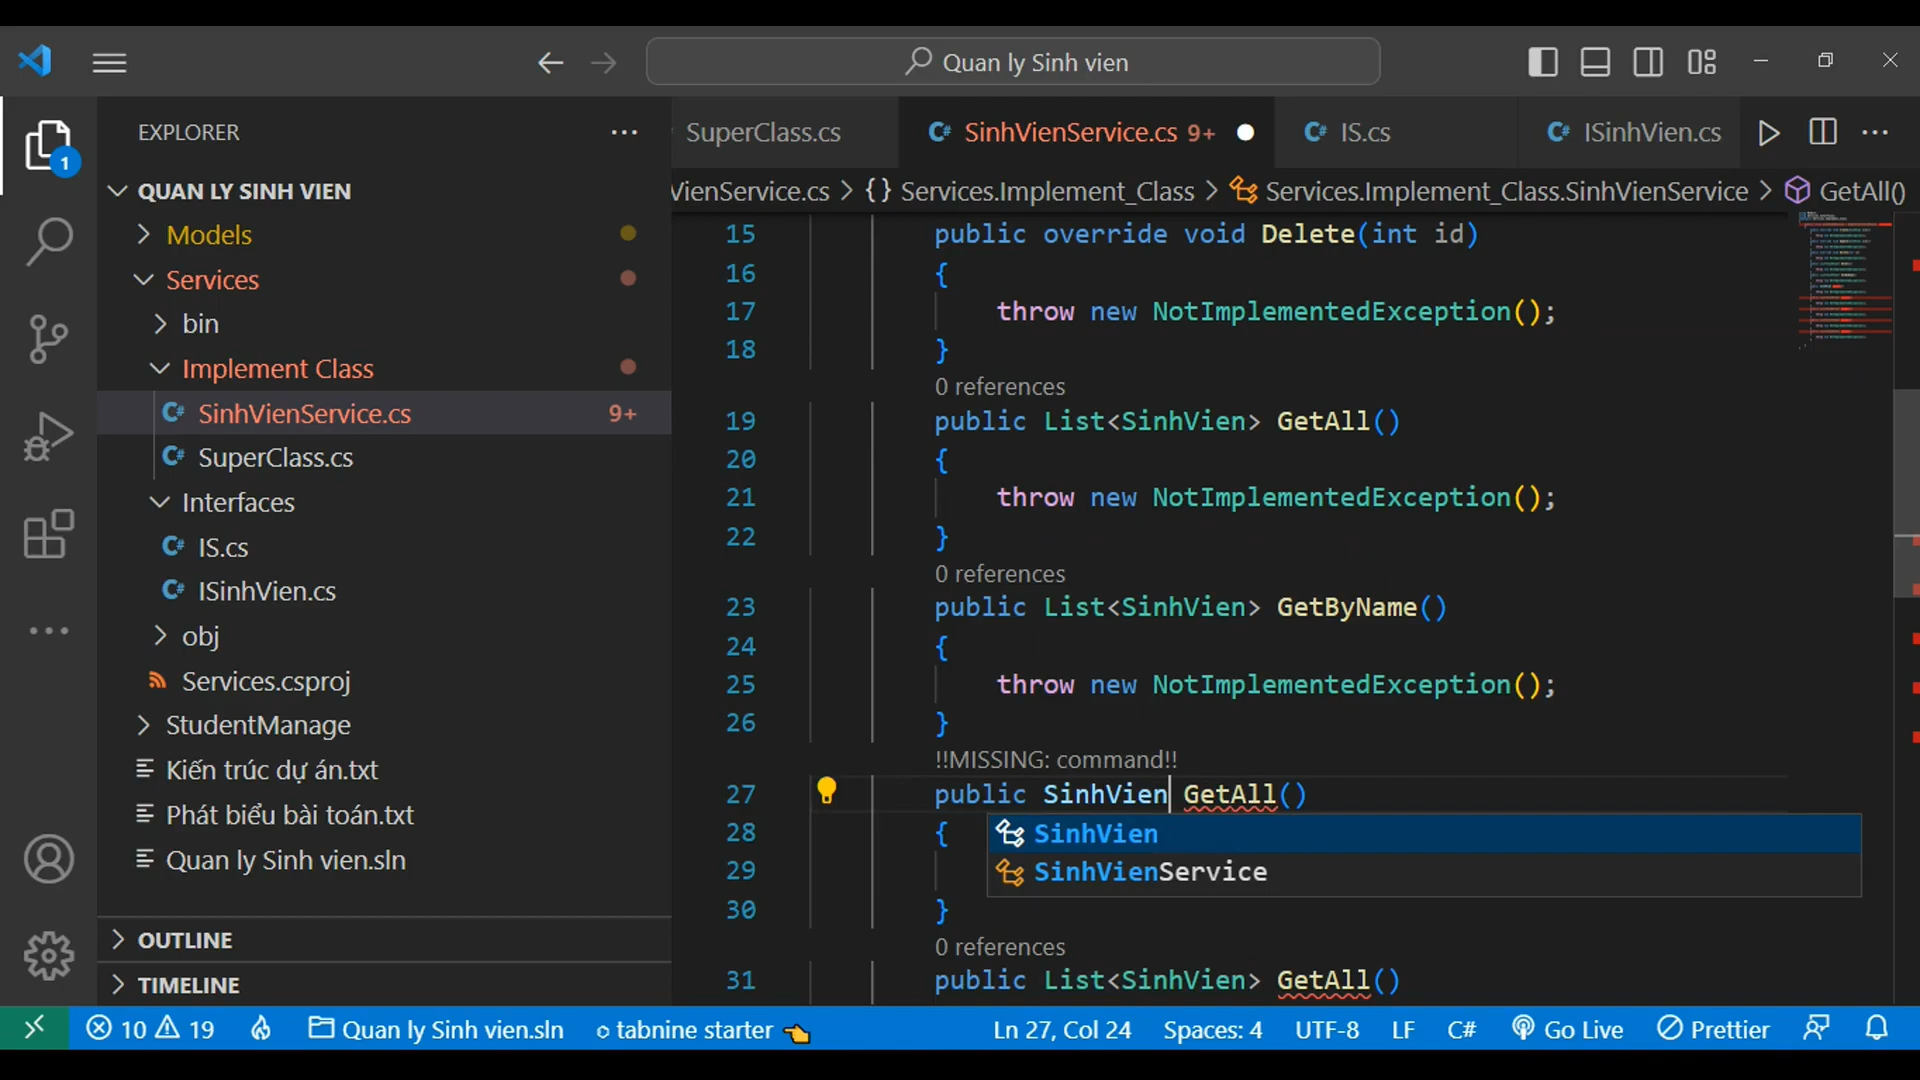 Quan ly Sinh vien
EXPLORER
1
QUAN LY SINH VIEN
Models
Services
bin
Implement Class
SinhVienService.cs 9+
SuperClass.cs
Interfaces
IS.cs
ISinhVien.cs
obj
Services.csproj
StudentManage
Kiến trúc dự án.txt
Phát biểu bài toán.txt
Quan ly Sinh vien.sln
OUTLINE
TIMELINE
SuperClass.cs
SinhVienService.cs 9+
IS.cs
ISinhVien.cs
VienService.cs > {} Services.Implement_Class > Services.Implement_Class.SinhVienService > GetAll()
15 public override void Delete(int id)
16 {
17 throw new NotImplementedException();
18 }
0 references
19 public List<SinhVien> GetAll()
20 {
21 throw new NotImplementedException();
22 }
0 references
23 public List<SinhVien> GetByName()
24 {
25 throw new NotImplementedException();
26 }
!!MISSING: command!!
27 public SinhVien GetAll()
28 {
SinhVien
29
SinhVienService
30 }
0 references
31 public List<SinhVien> GetAll()
10 19 Quan ly Sinh vien.sln tabnine starter Ln 27, Col 24 Spaces: 4 UTF-8 LF C# Go Live Prettier